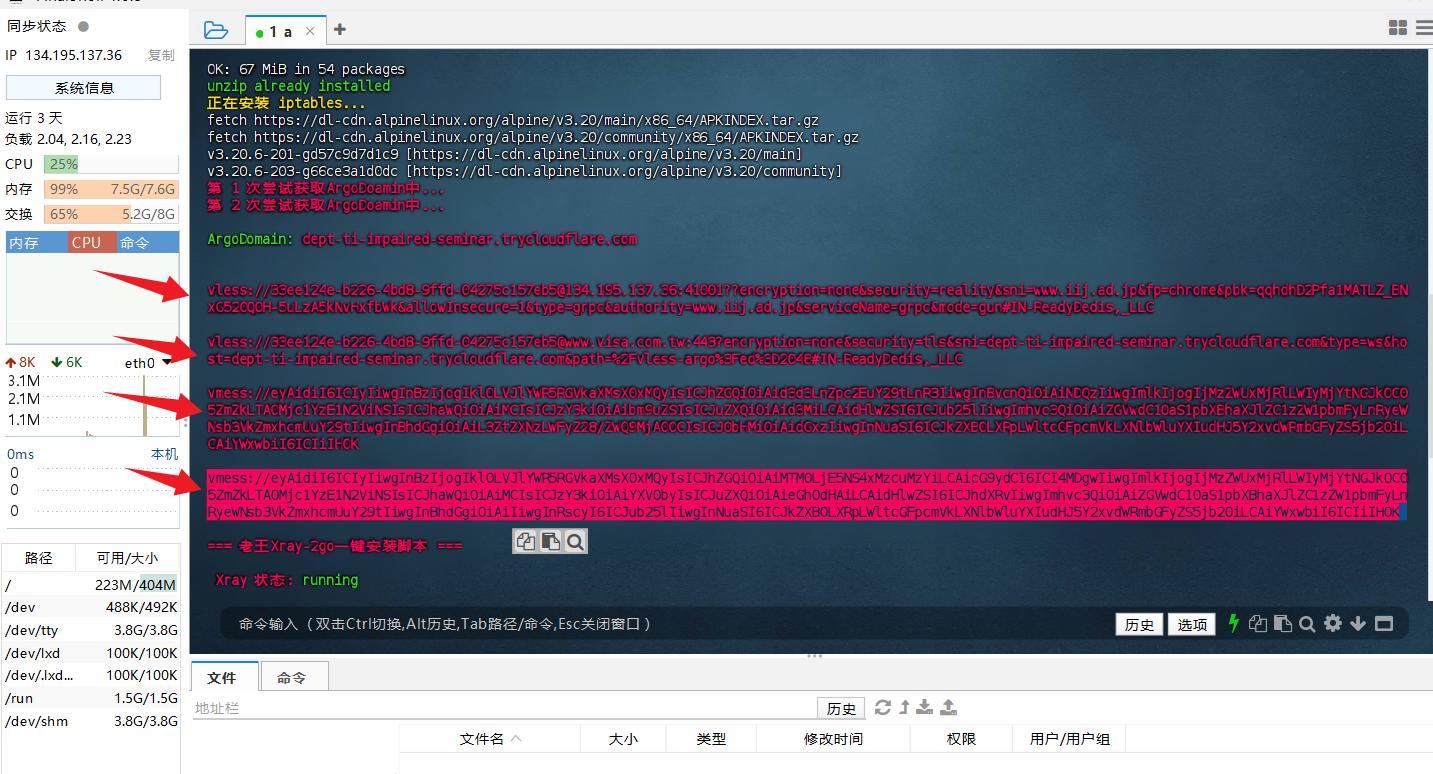 同步状态
IP 134.195.137.36 复制
系统信息
运行 3 天
负载 2.04, 2.16, 2.23
CPU 25%
内存 99% 7.5G/7.6G
交换 65% 5.2G/8G
内存 CPU 命令
8K 6K eth0
3.1M
2.1M
1.1M
0ms 本机
0
0
0
路径 可用/大小
/ 223M/404M
/dev 488K/492K
/dev/tty 3.8G/3.8G
/dev/lxd 100K/100K
/dev/.lxd... 100K/100K
/run 1.5G/1.5G
/dev/shm 3.8G/3.8G
1 a
OK: 67 MiB in 54 packages
unzip already installed
正在安装 iptables...
fetch https://dl-cdn.alpinelinux.org/alpine/v3.20/main/x86_64/APKINDEX.tar.gz
fetch https://dl-cdn.alpinelinux.org/alpine/v3.20/community/x86_64/APKINDEX.tar.gz
v3.20.6-201-gd57c9d7d1c9 [https://dl-cdn.alpinelinux.org/alpine/v3.20/main]
v3.20.6-203-g66ce3a1d0dc [https://dl-cdn.alpinelinux.org/alpine/v3.20/community]
第 1 次尝试获取ArgoDoamin中...
第 2 次尝试获取ArgoDoamin中...
ArgoDomain: dept-ti-impaired-seminar.trycloudflare.com
vless://33ee124e-b226-4bd8-9ffd-04275c157eb5@134.195.137.36:41001??encryption=none&security=reality&sni=www.iij.ad.jp&fp=chrome&pbk=qqhdhD2Pfa1MATLZ_EN
xG52OQOH-5uLzA5kNvHxfbWk&allowInsecure=1&type=grpc&authority=www.iij.ad.jp&serviceName=grpc&mode=gun#IN-ReadyDedis,_LLC
vless://33ee124e-b226-4bd8-9ffd-04275c157eb5@www.visa.com.tw:443?encryption=none&security=tls&sni=dept-ti-impaired-seminar.trycloudflare.com&type=ws&ho
st=dept-ti-impaired-seminar.trycloudflare.com&path=%2Fvless-argo%3Fed%3D2048#IN-ReadyDedis,_LLC
vmess://
vmess://
=== 老王Xray-2go一键安装脚本 ===
Xray 状态: running
命令输入（双击Ctrl切换,Alt历史,Tab路径/命令,Esc关闭窗口）
历史 选项
文件 命令
地址栏
历史
文件名 大小 类型 修改时间 权限 用户/用户组